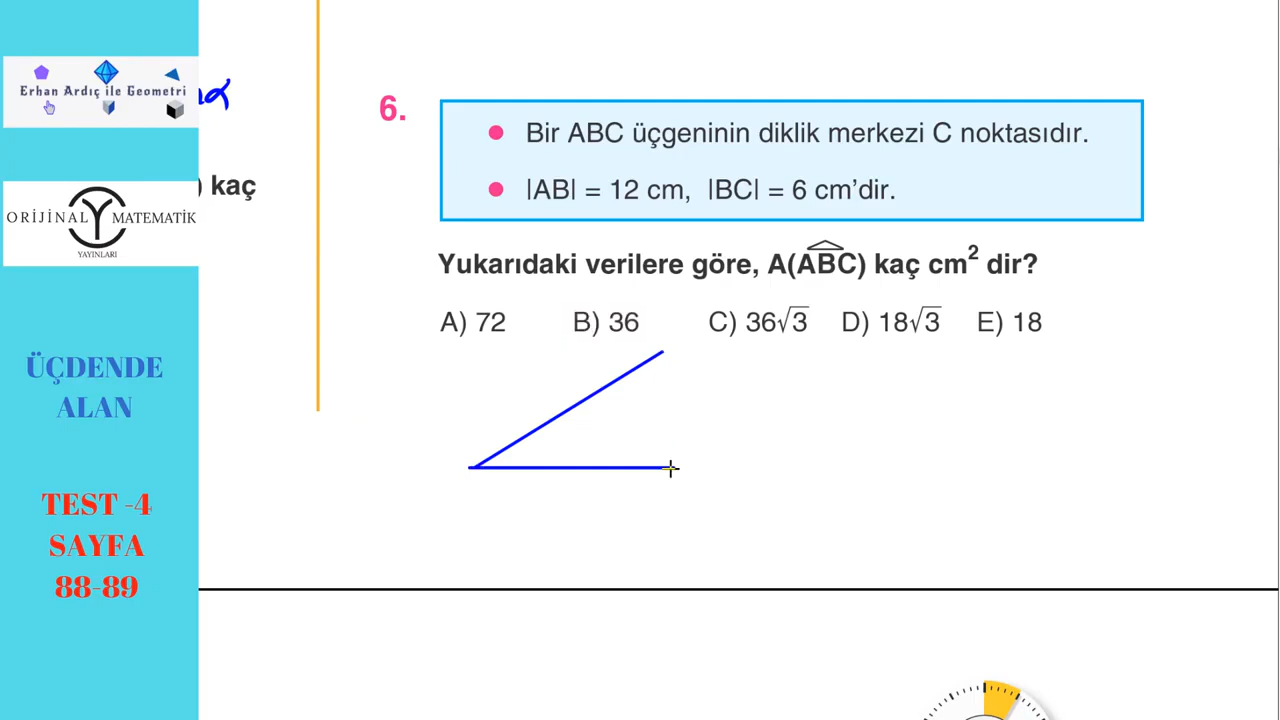 Erhan Ardıç ile Geometri
ORİJİNAL MATEMATİK
YAYINLARI
ÜÇDENDE
ALAN
TEST -4
SAYFA
88-89
α
) kaç
6.
● Bir ABC üçgeninin diklik merkezi C noktasıdır.
● |AB| = 12 cm, |BC| = 6 cm’dir.
Yukarıdaki verilere göre, A(ABC) kaç cm² dir?
A) 72 B) 36 C) 36√3 D) 18√3 E) 18